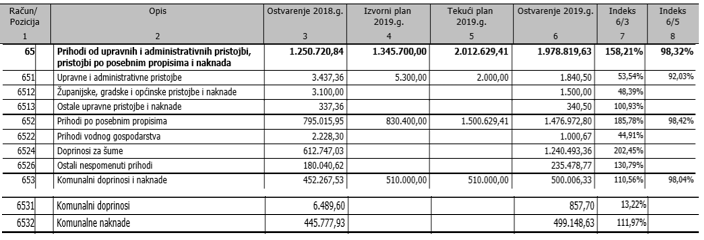 Račun/ Pozicija Opis Ostvarenje 2018.g. Izvorni plan 2019.g. Tekući plan 2019.g. Ostvarenje 2019.g. Indeks 6/3 Indeks 6/5
1 2 3 4 5 6 7 8
65 Prihodi od upravnih i administrativnih pristojbi, pristojbi po posebnim propisima i naknada 1.250.720,84 1.345.700,00 2.012.629,41 1.978.819,63 158,21% 98,32%
651 Upravne i administrativne pristojbe 3.437,36 5.300,00 2.000,00 1.840,50 53,54% 92,03%
6512 Županijske, gradske i općinske pristojbe i naknade 3.100,00 1.500,00 48,39%
6513 Ostale upravne pristojbe i naknade 337,36 340,50 100,93%
652 Prihodi po posebnim propisima 795.015,95 830.400,00 1.500.629,41 1.476.972,80 185,78% 98,42%
6522 Prihodi vodnog gospodarstva 2.228,30 1.000,67 44,91%
6524 Doprinosi za šume 612.747,03 1.240.493,36 202,45%
6526 Ostali nespomenuti prihodi 180.040,62 235.478,77 130,79%
653 Komunalni doprinosi i naknade 452.267,53 510.000,00 510.000,00 500.006,33 110,56% 98,04%
6531 Komunalni doprinosi 6.489,60 857,70 13,22%
6532 Komunalne naknade 445.777,93 499.148,63 111,97%